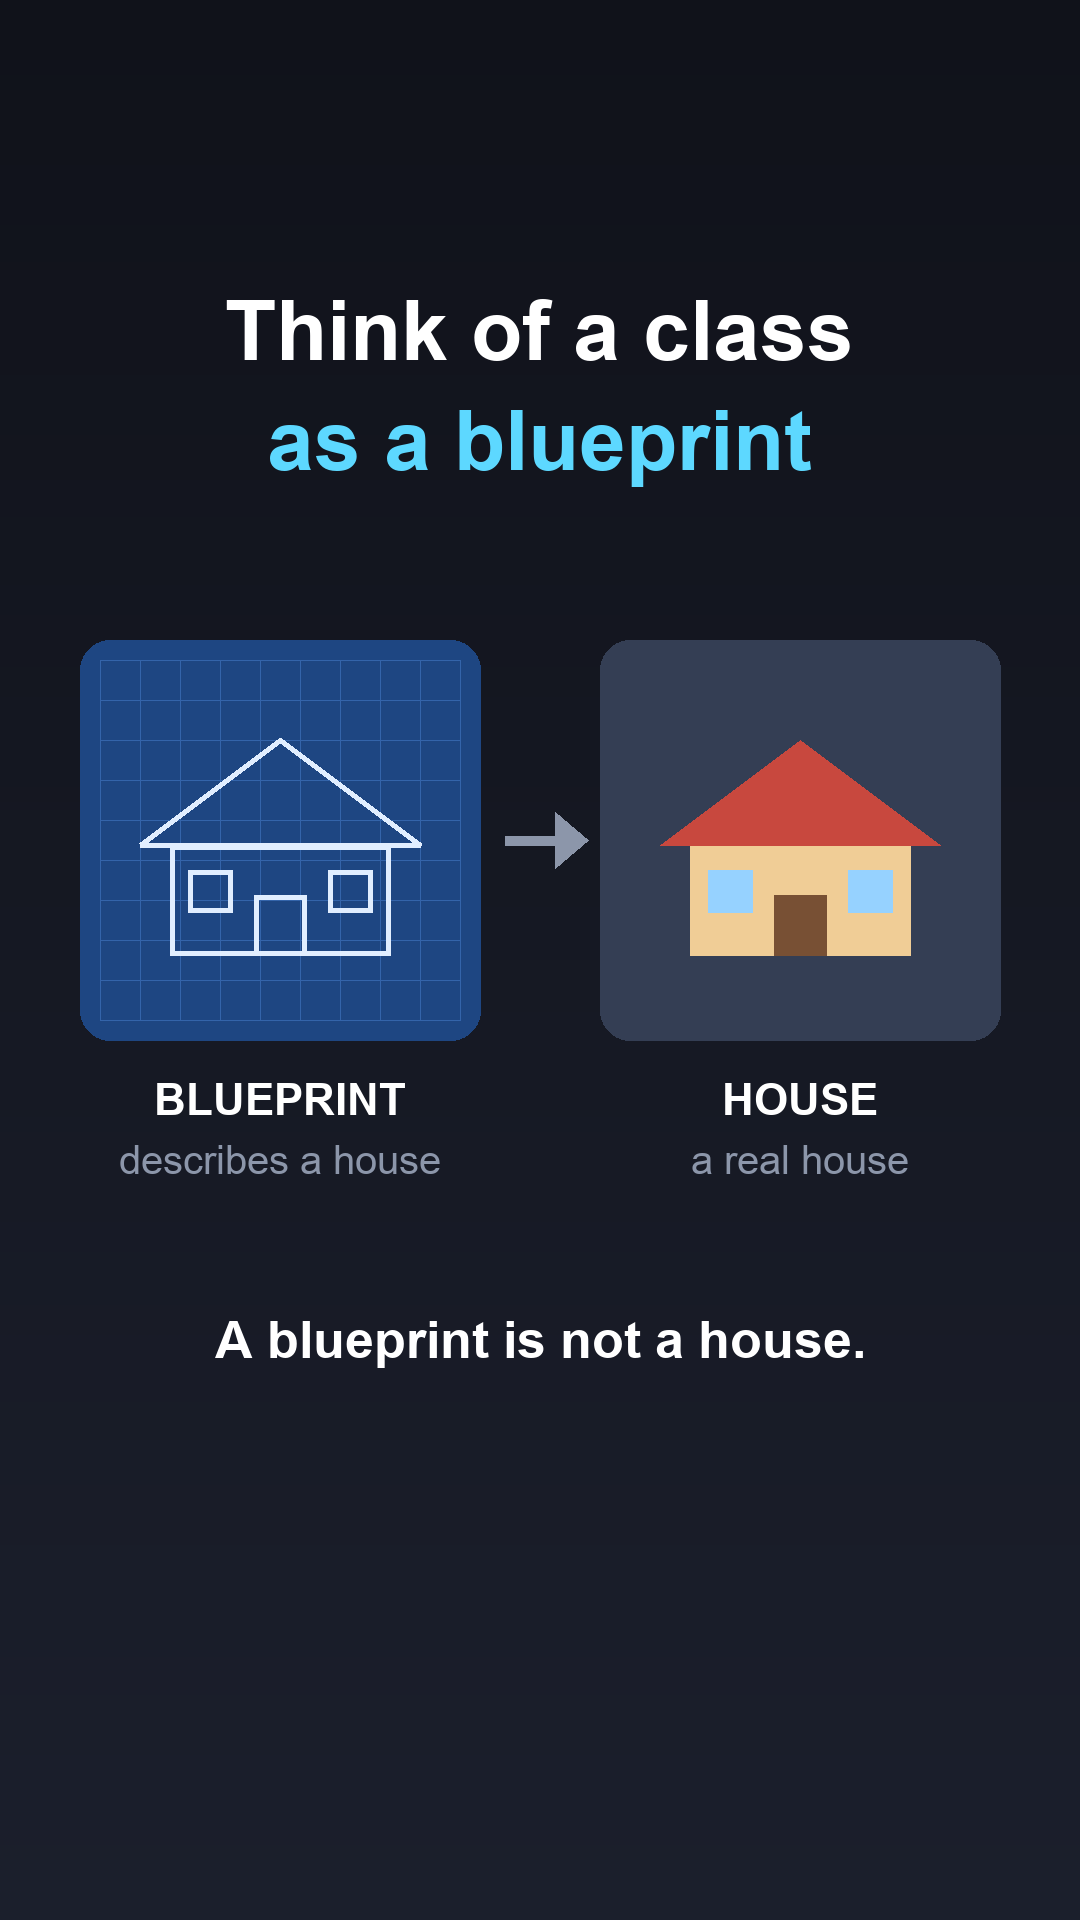 Think of a class
as a blueprint
BLUEPRINT
describes a house
HOUSE
a real house
A blueprint is not a house.